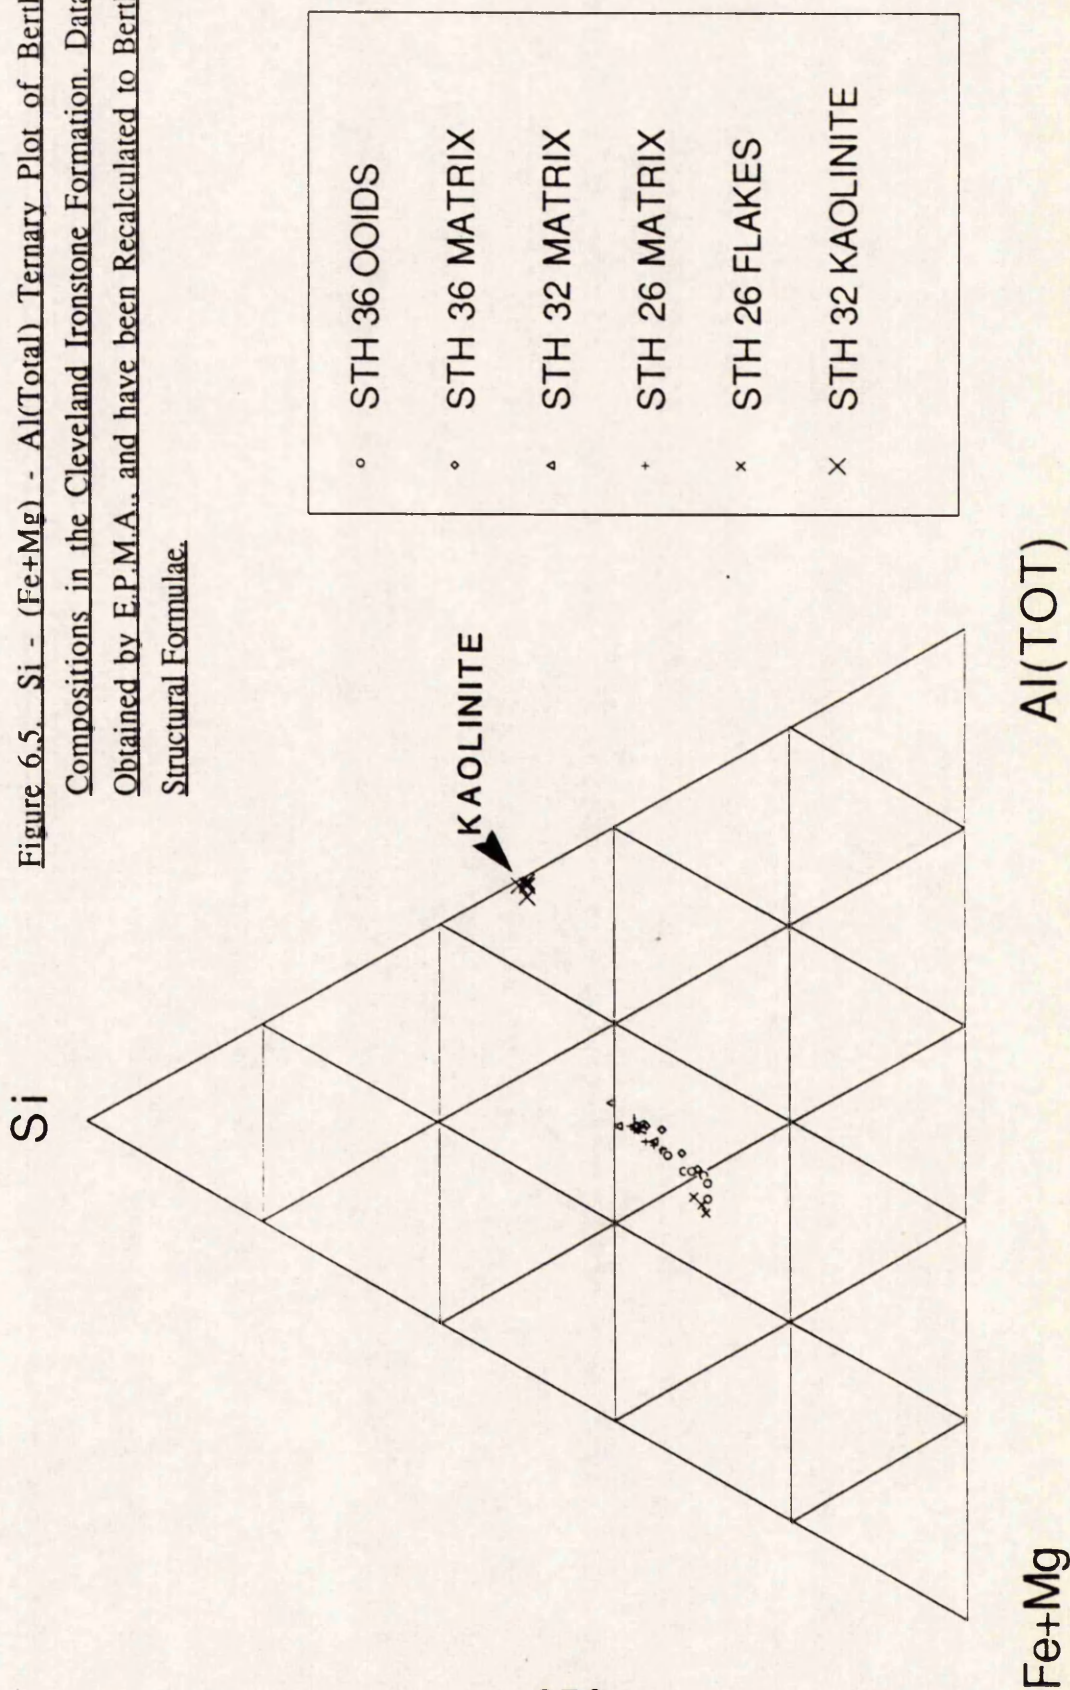 Figure 6.5. Si - (Fe+Mg) - Al(Total) Ternary Plot of
Compositions in the Cleveland Ironstone Formation. Data
Obtained by E.P.M.A., and have been Recalculated to
Structural Formulae.
Si
KAOLINITE
Fe+Mg
Al(TOT)
STH 36 OOIDS
STH 36 MATRIX
STH 32 MATRIX
STH 26 MATRIX
STH 26 FLAKES
STH 32 KAOLINITE